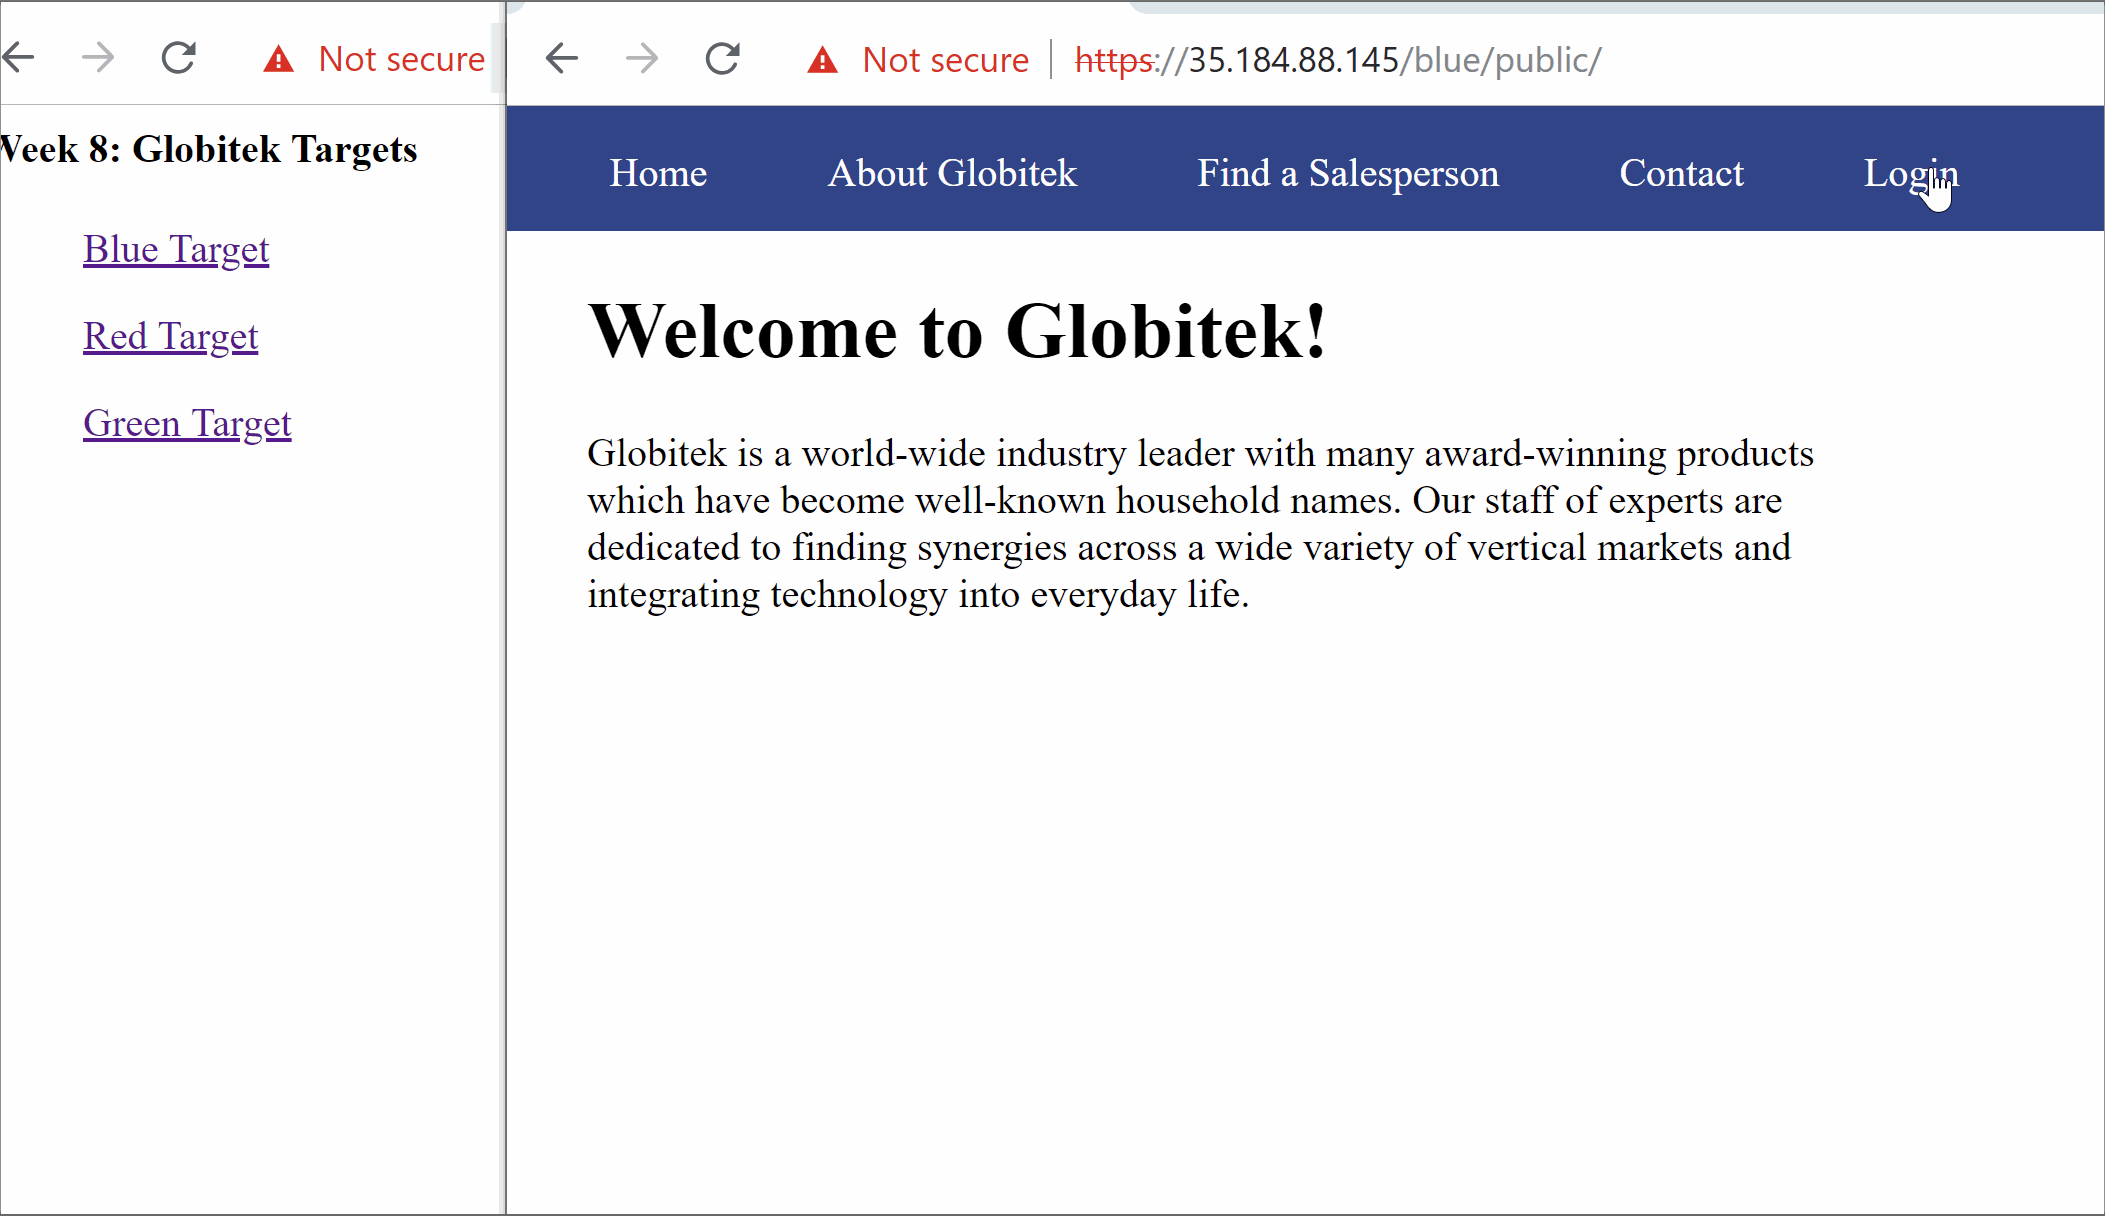 Not secure
Week 8: Globitek Targets
Blue Target
Red Target
Green Target
Not secure https://35.184.88.145/blue/public/
Home About Globitek Find a Salesperson Contact Login
Welcome to Globitek!
Globitek is a world-wide industry leader with many award-winning products
which have become well-known household names. Our staff of experts are
dedicated to finding synergies across a wide variety of vertical markets and
integrating technology into everyday life.